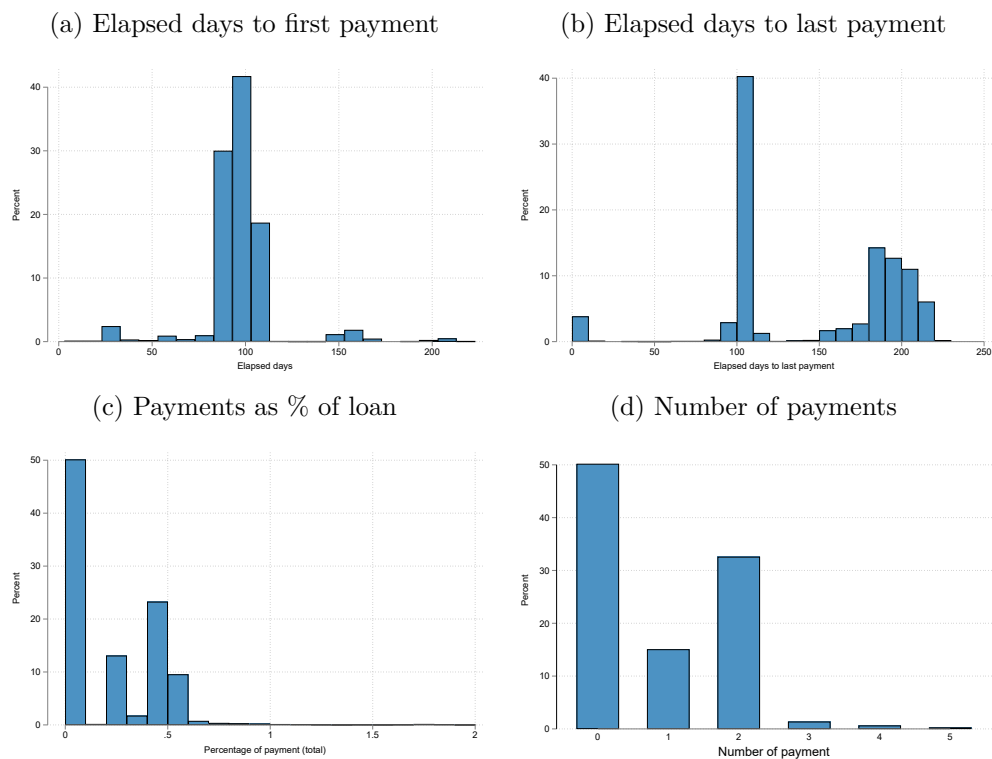 (a) Elapsed days to first payment
(b) Elapsed days to last payment
40
30
20
10
0
Percent
0 50 100 150 200
Elapsed days
40
30
20
10
0
Percent
0 50 100 150 200 250
Elapsed days to last payment
(c) Payments as % of loan
(d) Number of payments
50
40
30
20
10
0
Percent
0 .5 1 1.5 2
Percentage of payment (total)
50
40
30
20
10
0
Percent
0 1 2 3 4 5
Number of payment